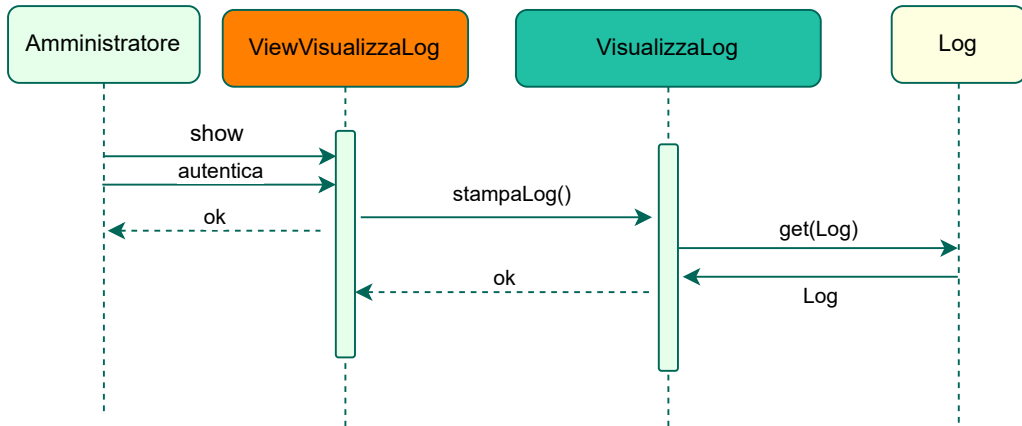 Amministratore
ViewVisualizzaLog
VisualizzaLog
Log
show
autentica
stampaLog()
ok
get(Log)
ok
Log